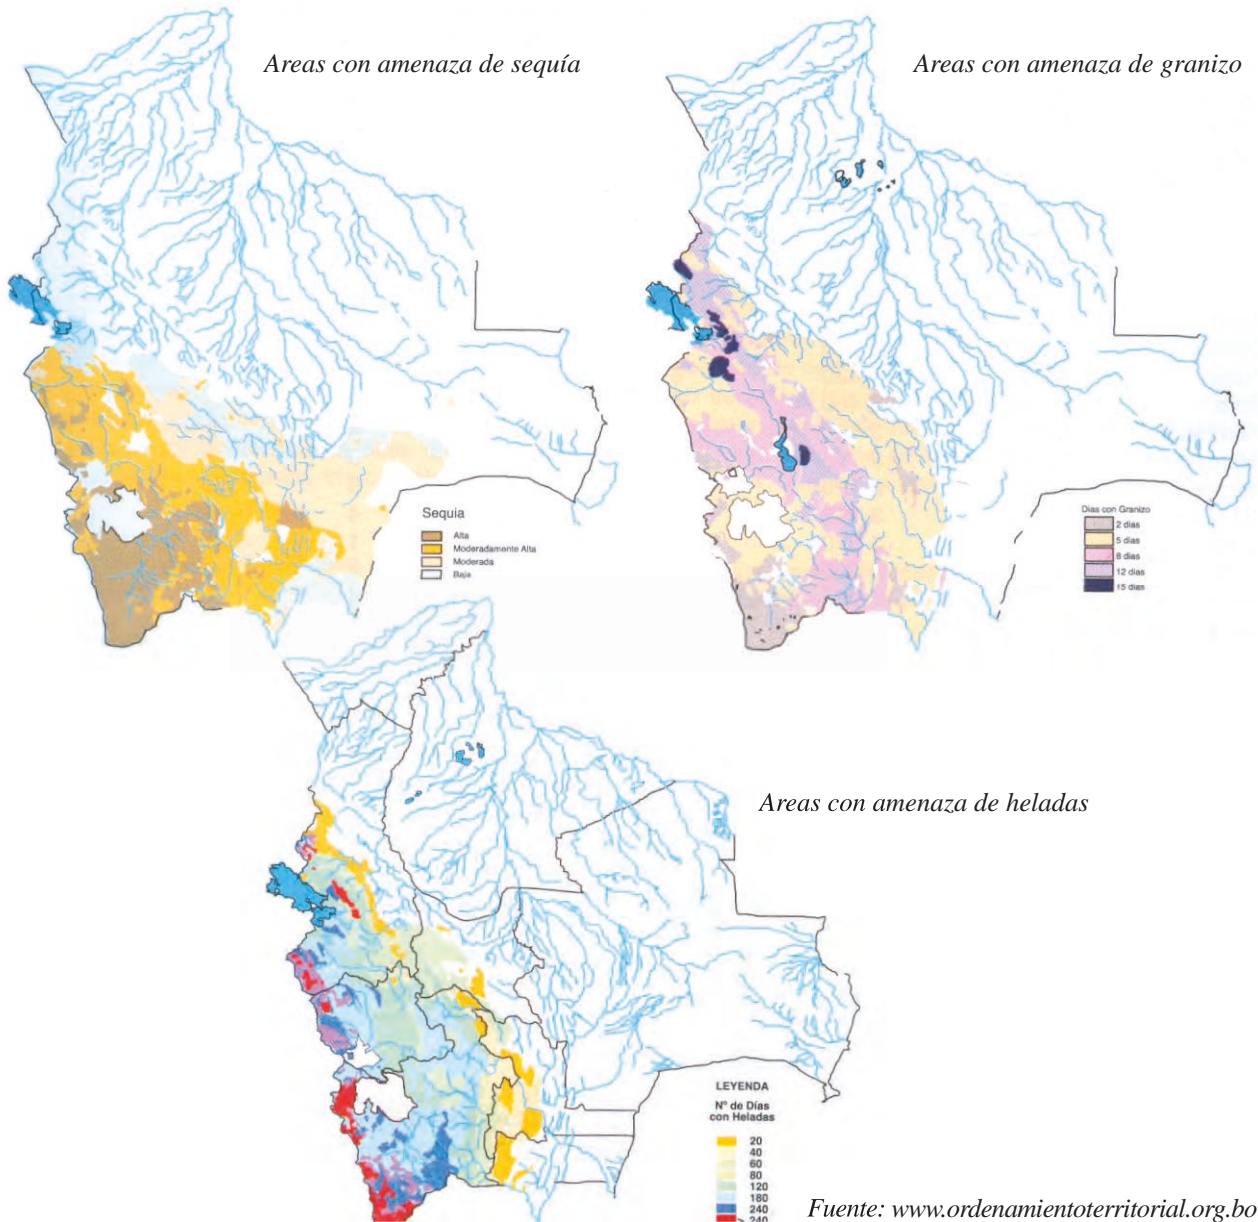 Areas con amenaza de sequía
Areas con amenaza de granizo
Sequia
Alta
Moderadamente Alta
Moderada
Baja
Dias con Granizo
2 dias
5 dias
8 dias
12 dias
15 dias
Areas con amenaza de heladas
LEYENDA
Nº de Días
con Heladas
20
40
60
80
120
180
240
> 240
Fuente: www.ordenamientoterritorial.org.bo